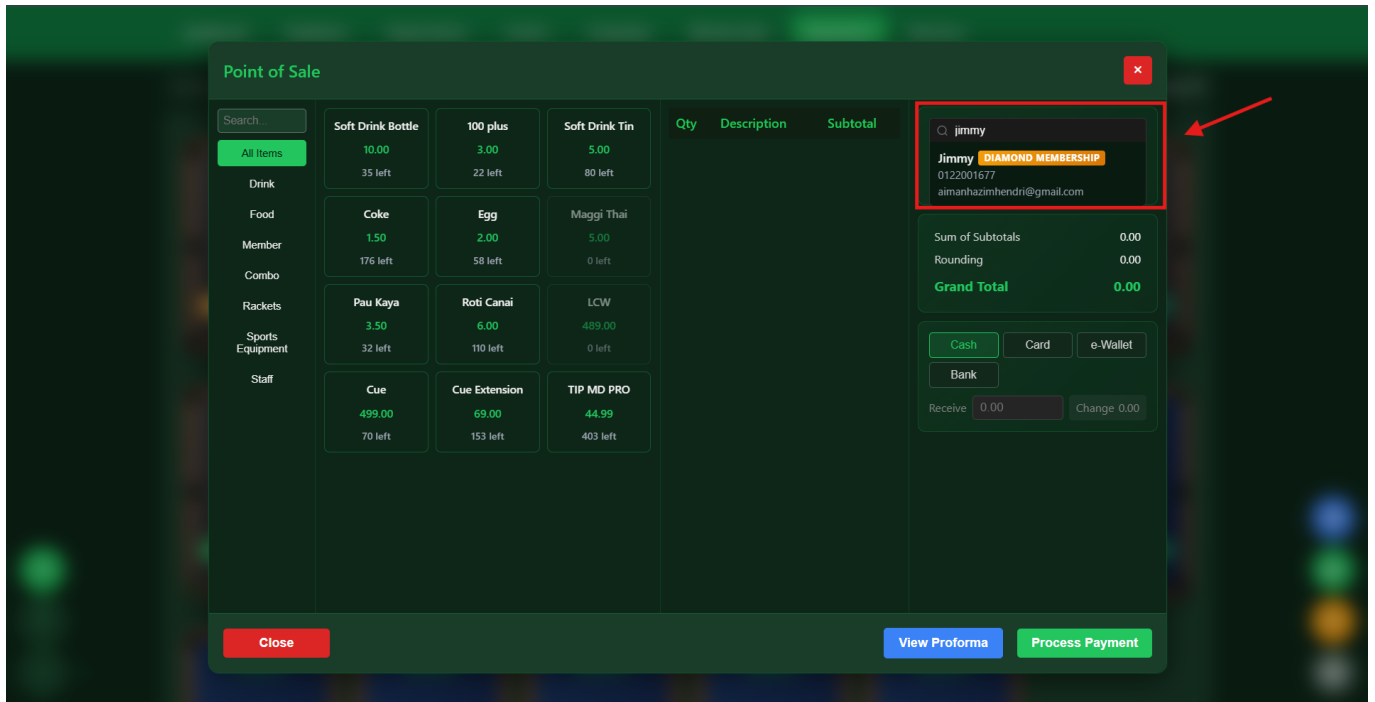 Point of Sale
×
Search...
All Items
Drink
Food
Member
Combo
Rackets
Sports
Equipment
Staff
Soft Drink Bottle
10.00
35 left
100 plus
3.00
22 left
Soft Drink Tin
5.00
80 left
Coke
1.50
176 left
Egg
2.00
58 left
Maggi Thai
5.00
0 left
Pau Kaya
3.50
32 left
Roti Canai
6.00
110 left
LCW
489.00
0 left
Cue
499.00
70 left
Cue Extension
69.00
153 left
TIP MD PRO
44.99
403 left
Qty Description Subtotal
jimmy
Jimmy DIAMOND MEMBERSHIP
0122001677
aimanhazimhendri@gmail.com
Sum of Subtotals 0.00
Rounding 0.00
Grand Total 0.00
Cash Card e-Wallet
Bank
Receive 0.00 Change 0.00
Close View Proforma Process Payment